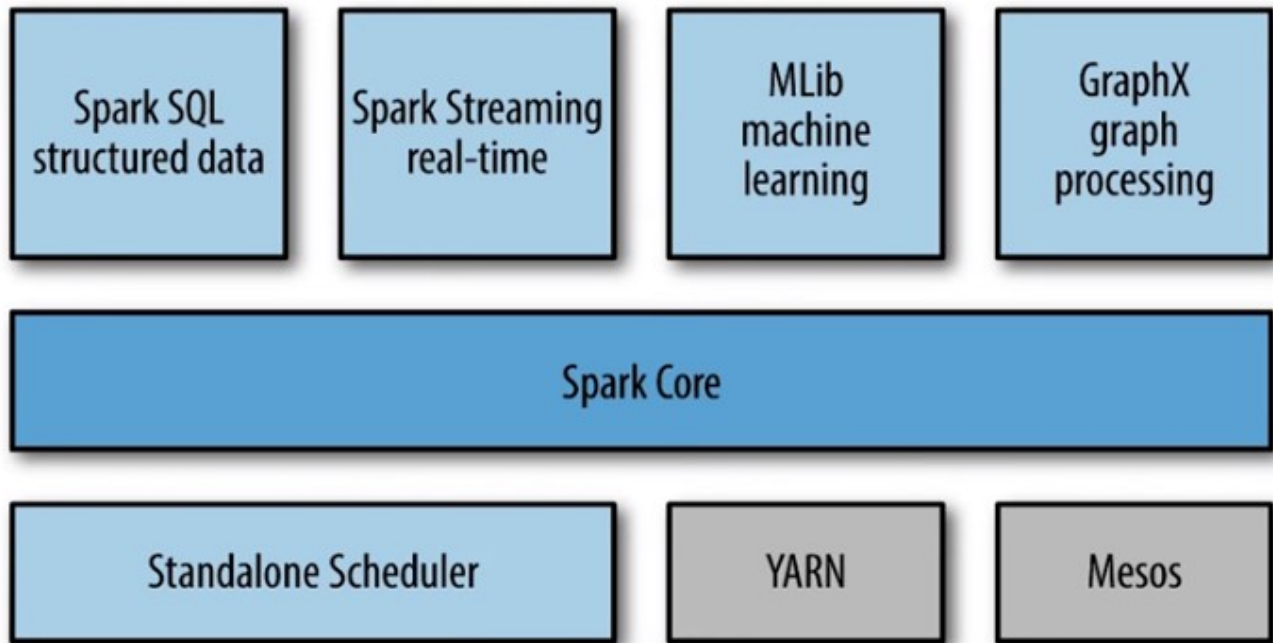 Spark SQL
structured data
Spark Streaming
real-time
MLib
machine
learning
GraphX
graph
processing
Spark Core
Standalone Scheduler
YARN
Mesos